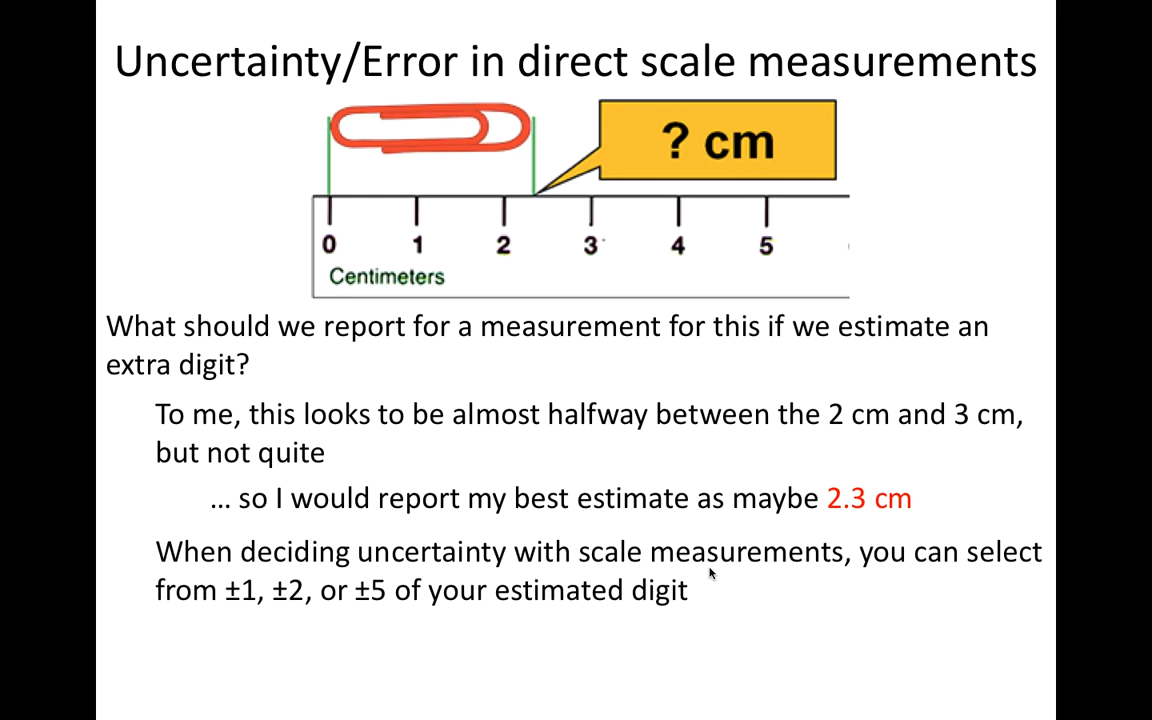 Uncertainty/Error in direct scale measurements
? cm
0 1 2 3 4 5
Centimeters
What should we report for a measurement for this if we estimate an
extra digit?
To me, this looks to be almost halfway between the 2 cm and 3 cm,
but not quite
... so I would report my best estimate as maybe 2.3 cm
When deciding uncertainty with scale measurements, you can select
from ±1, ±2, or ±5 of your estimated digit